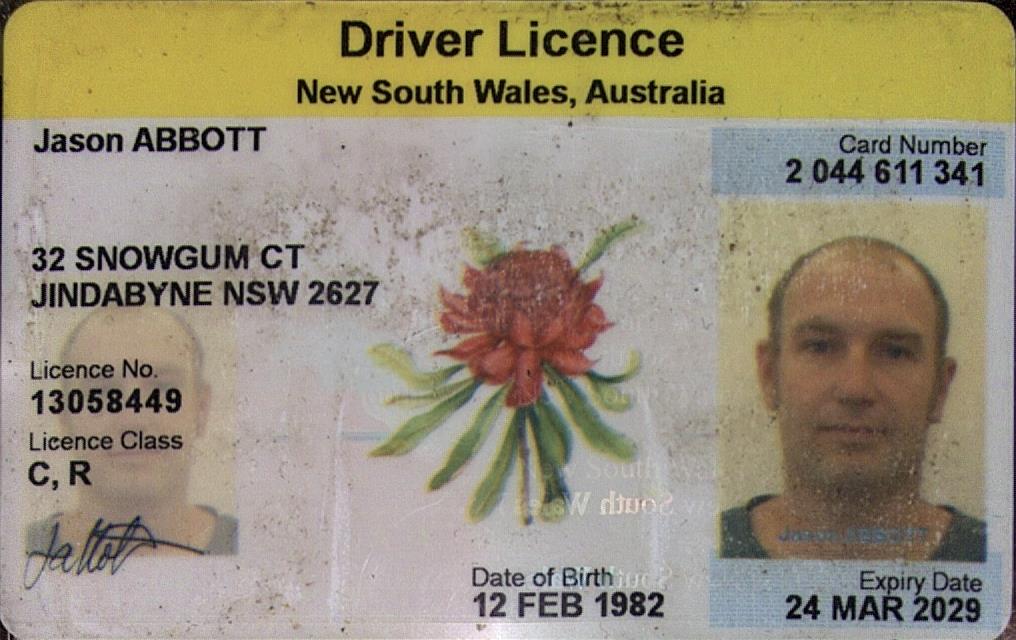 Driver Licence
New South Wales, Australia
Jason ABBOTT
Card Number
2 044 611 341
32 SNOWGUM CT
JINDABYNE NSW 2627
Licence No.
13058449
Licence Class
C, R
New South Wales
South Wales
Jason ABBOTT
Date of Birth
12 FEB 1982
Expiry Date
24 MAR 2029